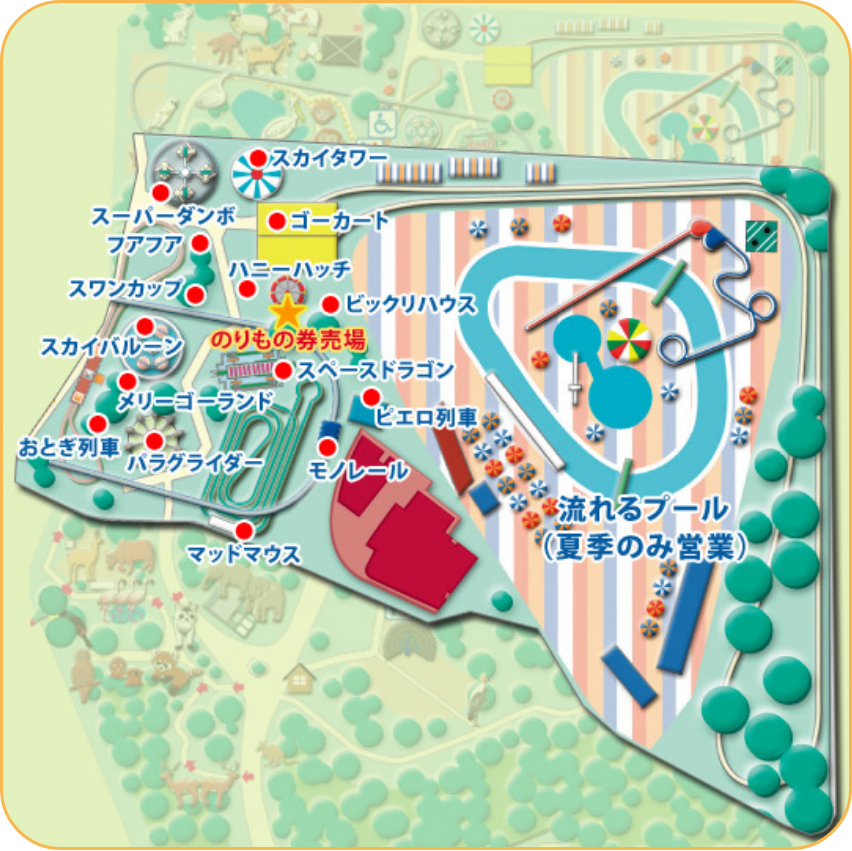 スカイタワー
スーパーダンボ
ゴーカート
フアフア
ハニーハッチ
スワンカップ
ビックリハウス
のりもの券売場
スカイバルーン
スペースドラゴン
メリーゴーランド
ピエロ列車
おとぎ列車
パラグライダー
モノレール
流れるプール
(夏季のみ営業)
マッドマウス